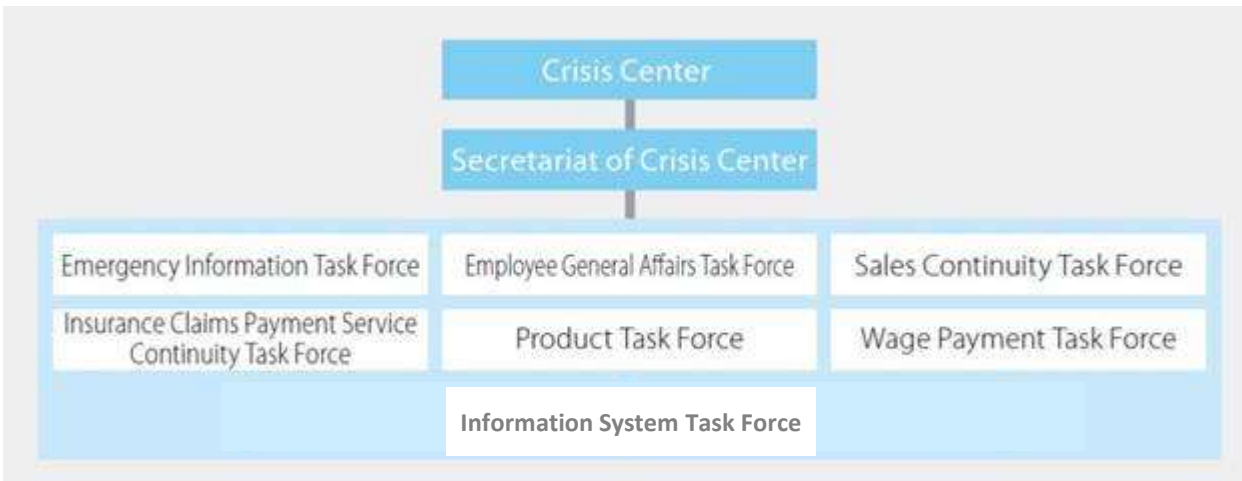 Crisis Center
Secretariat of Crisis Center
Emergency Information Task Force
Employee General Affairs Task Force
Sales Continuity Task Force
Insurance Claims Payment Service
Continuity Task Force
Product Task Force
Wage Payment Task Force
Information System Task Force